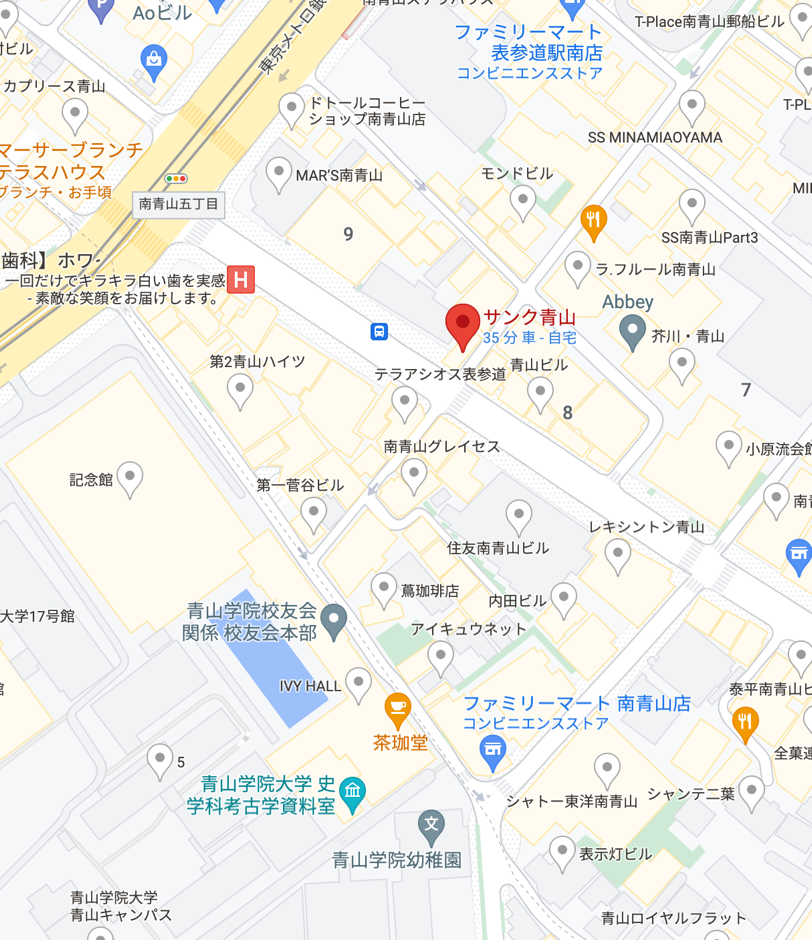 南青山ステラハウス
Aoビル
東京メトロ銀
T-Place南青山郵船ビル
ファミリーマート
表参道駅南店
コンビニエンスストア
カプリース青山
ドトールコーヒー
ショップ南青山店
T-PL
SS MINAMIAOYAMA
マーサーブランチ
テラスハウス
ブランチ・お手頃
MAR'S南青山
モンドビル
南青山五丁目
9
SS南青山Part3
歯科】ホワ
一回だけでキラキラ白い歯を実感
- 素敵な笑顔をお届けします。
H
ラ.フルール南青山
Abbey
サンク青山
35 分 車 - 自宅
芥川・青山
第2青山ハイツ
テラアシオス表参道
青山ビル
7
8
南青山グレイセス
小原流会館
記念館
第一菅谷ビル
レキシントン青山
住友南青山ビル
蔦珈琲店
内田ビル
大学17号館
青山学院校友会
関係 校友会本部
アイキュウネット
IVY HALL
ファミリーマート 南青山店
コンビニエンスストア
泰平南青山ビ
茶珈堂
5
青山学院大学 史
学科考古学資料室
シャトー東洋南青山
シャンテ二葉
全菓連
文
青山学院幼稚園
表示灯ビル
青山学院大学
青山キャンパス
青山ロイヤルフラット